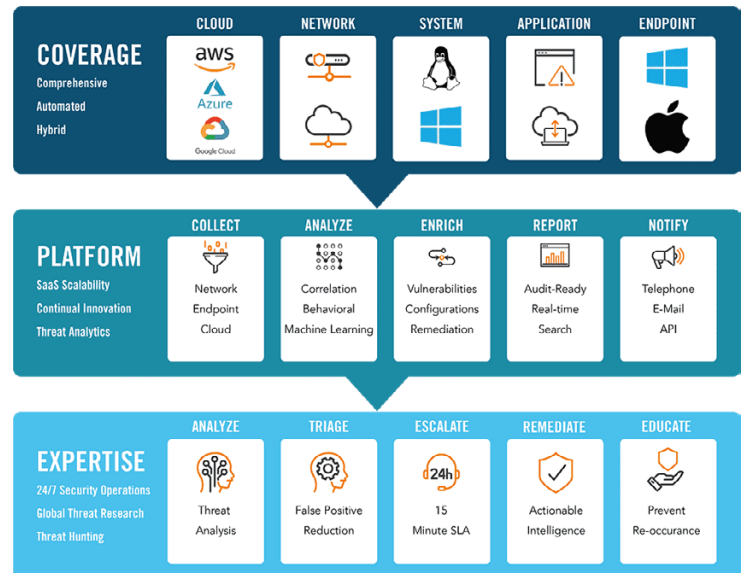 CLOUD
NETWORK
SYSTEM
APPLICATION
ENDPOINT
COVERAGE
Comprehensive
Automated
Hybrid
aws
Azure
Google Cloud
PLATFORM
SaaS Scalability
Continual Innovation
Threat Analytics
COLLECT
Network
Endpoint
Cloud
ANALYZE
Correlation
Behavioral
Machine Learning
ENRICH
Vulnerabilities
Configurations
Remediation
REPORT
Audit-Ready
Real-time
Search
NOTIFY
Telephone
E-Mail
API
EXPERTISE
24/7 Security Operations
Global Threat Research
Threat Hunting
ANALYZE
Threat
Analysis
TRIAGE
False Positive
Reduction
ESCALATE
24h
15
Minute SLA
REMEDIATE
Actionable
Intelligence
EDUCATE
Prevent
Re-occurance